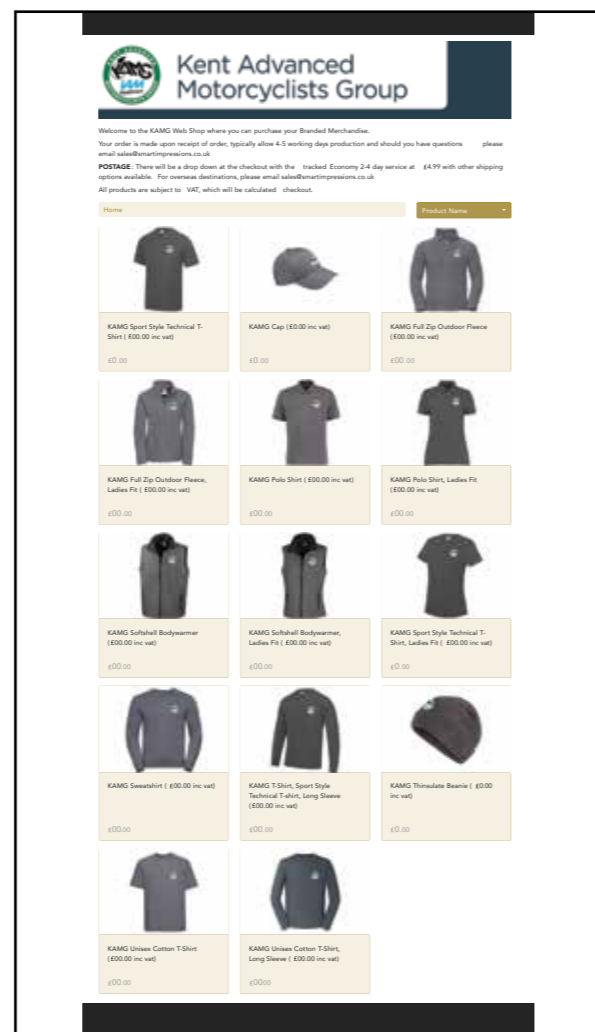 KAMG
IAM
Kent Advanced
Motorcyclists Group
Welcome to the KAMG Web Shop where you can purchase your Branded Merchandise.
Your order is made upon receipt of order, typically allow 4-5 working days production and should you have questions please
email sales@smartimpressions.co.uk
POSTAGE: There will be a drop down at the checkout with the tracked Economy 2-4 day service at £4.99 with other shipping
options available. For overseas destinations, please email sales@smartimpressions.co.uk
All products are subject to VAT, which will be calculated checkout.
Home
Product Name
KAMG Sport Style Technical T-
Shirt ( £00.00 inc vat)
£0.00
KAMG Cap (£0.00 inc vat)
£0.00
KAMG Full Zip Outdoor Fleece
(£00.00 inc vat)
£00.00
KAMG Full Zip Outdoor Fleece,
Ladies Fit ( £00.00 inc vat)
£00.00
KAMG Polo Shirt ( £00.00 inc vat)
£00.00
KAMG Polo Shirt, Ladies Fit
(£00.00 inc vat)
£00.00
KAMG Softshell Bodywarmer
(£00.00 inc vat)
£00.00
KAMG Softshell Bodywarmer,
Ladies Fit ( £00.00 inc vat)
£00.00
KAMG Sport Style Technical T-
Shirt, Ladies Fit ( £00.00 inc vat)
£0.00
KAMG Sweatshirt ( £00.00 inc vat)
£00.00
KAMG T-Shirt, Sport Style
Technical T-shirt, Long Sleeve
(£00.00 inc vat)
£00.00
KAMG Thinsulate Beanie ( £0.00
inc vat)
£0.00
KAMG Unisex Cotton T-Shirt
(£00.00 inc vat)
£00.00
KAMG Unisex Cotton T-Shirt,
Long Sleeve ( £00.00 inc vat)
£0000